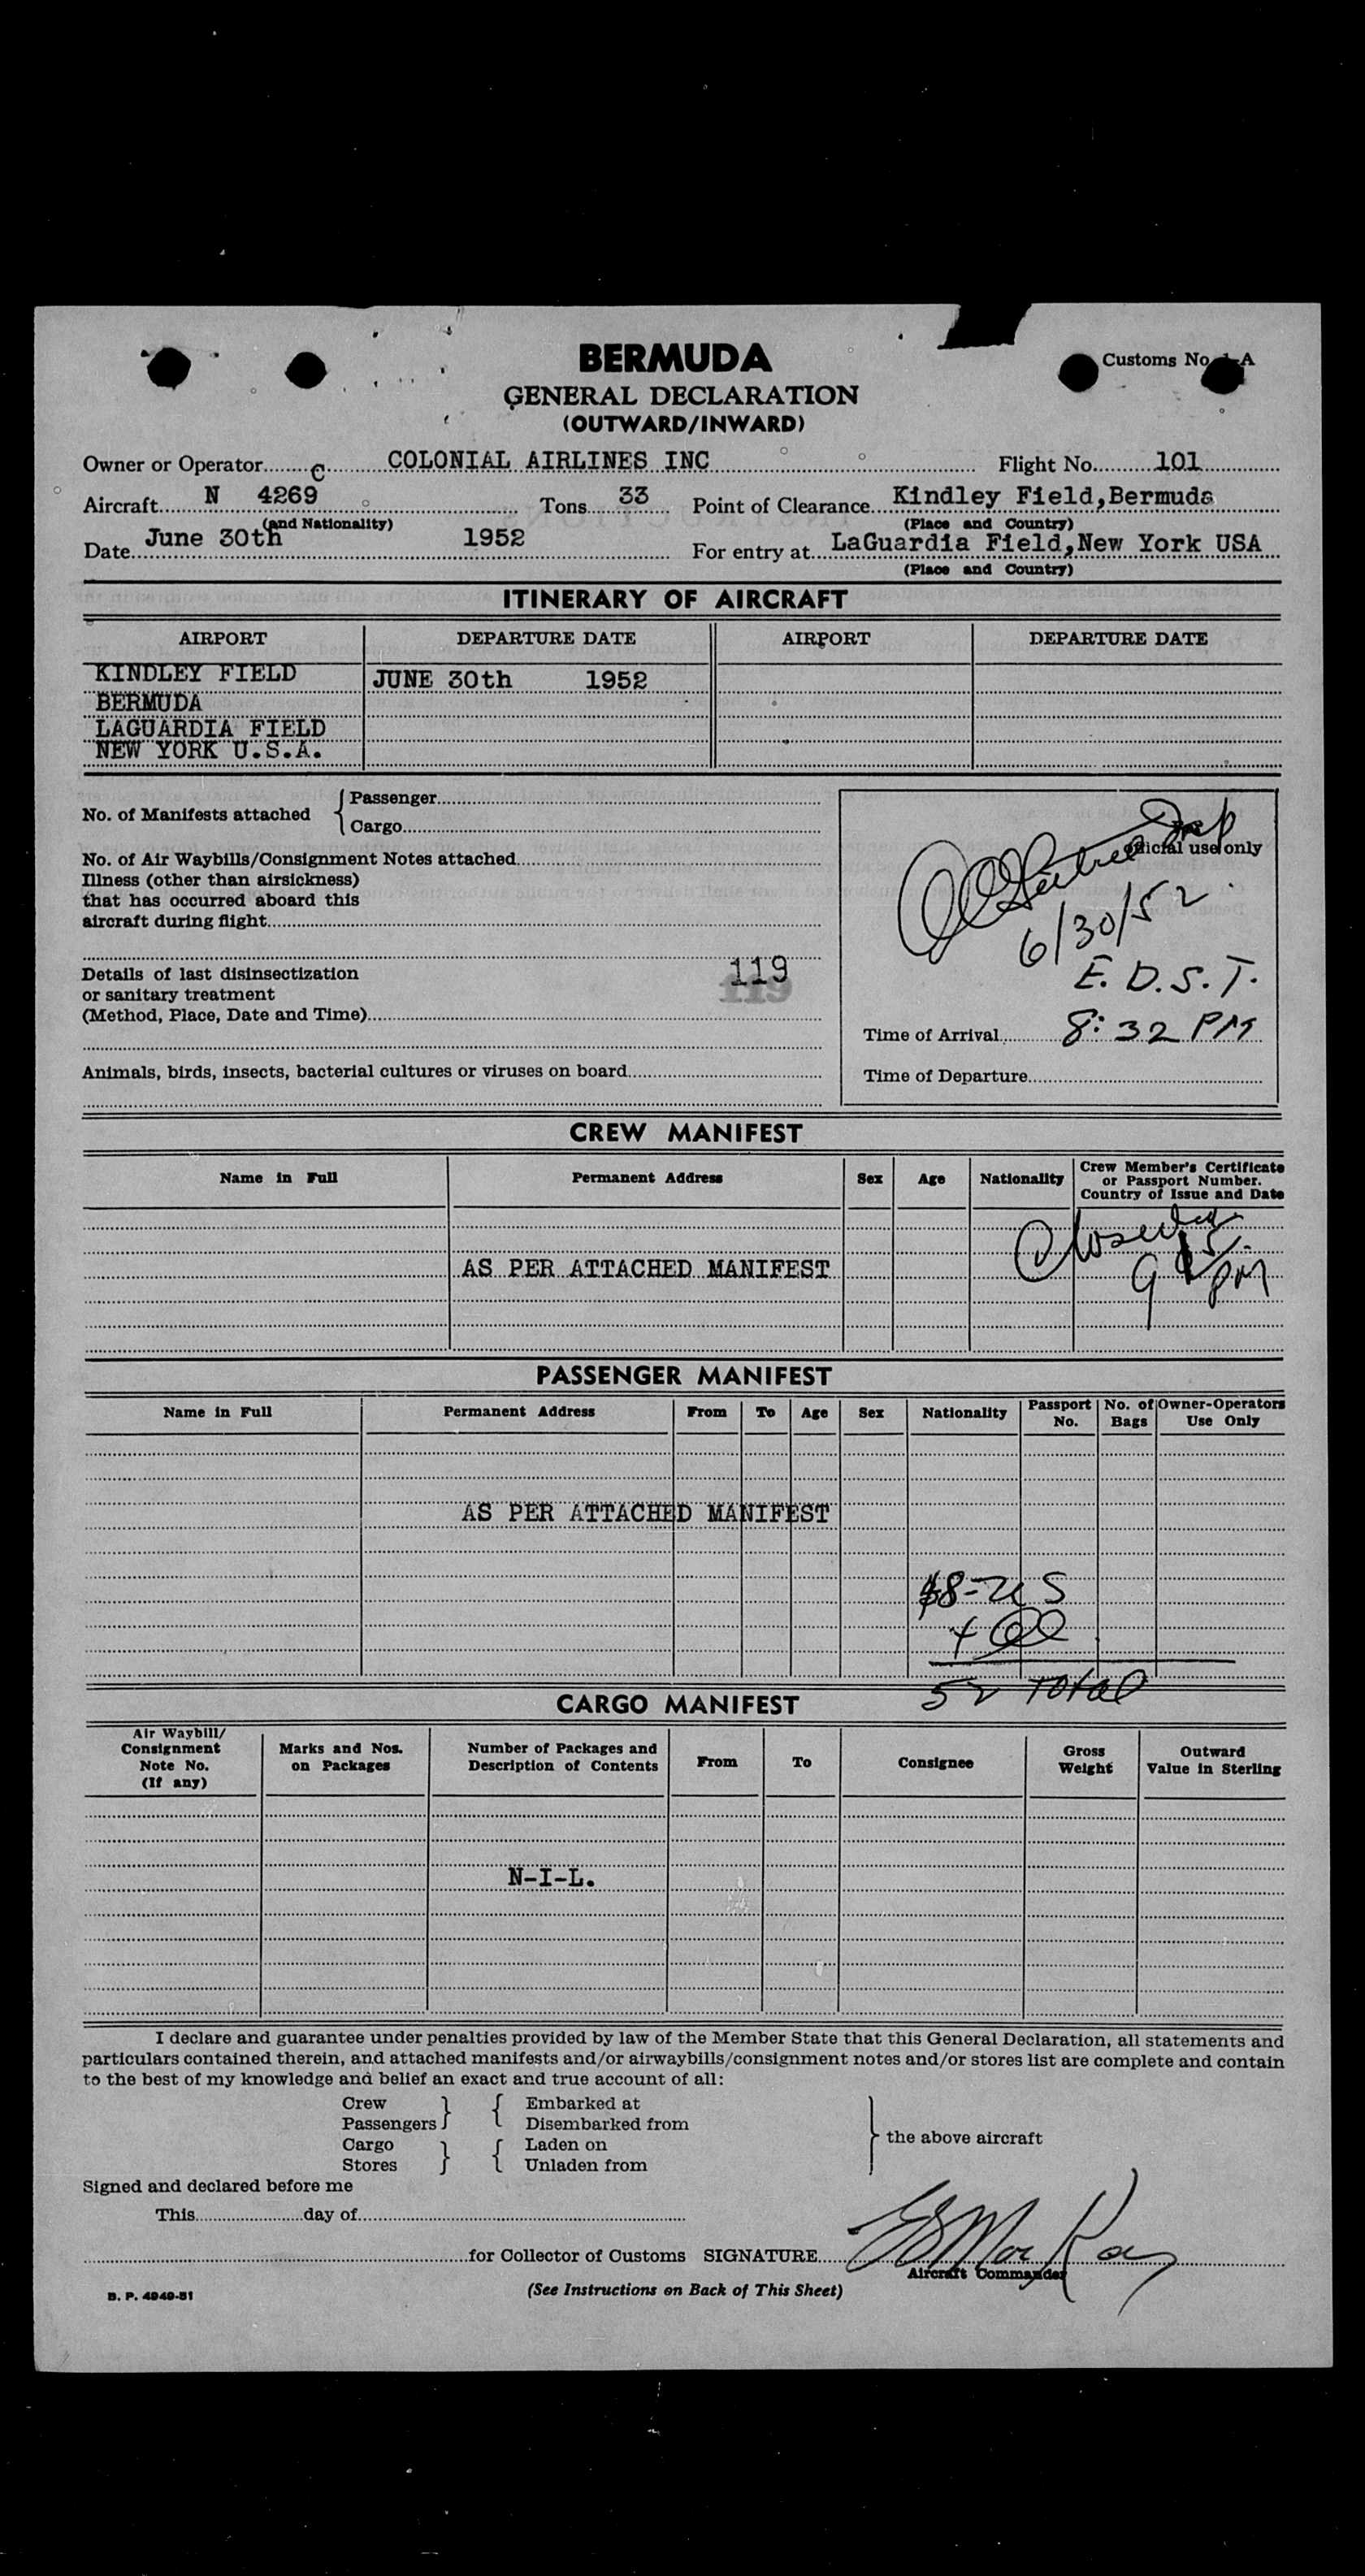 BERMUDA
Customs No. 1-A
GENERAL DECLARATION
(OUTWARD/INWARD)
Owner or Operator C COLONIAL AIRLINES INC Flight No. 101
Aircraft N 4269 Tons 33 Point of Clearance Kindley Field, Bermuda
(and Nationality) (Place and Country)
Date June 30th 1952 For entry at LaGuardia Field, New York USA
(Place and Country)
ITINERARY OF AIRCRAFT
AIRPORT DEPARTURE DATE AIRPORT DEPARTURE DATE
KINDLEY FIELD JUNE 30th 1952
BERMUDA
LAGUARDIA FIELD
NEW YORK U.S.A.
No. of Manifests attached { Passenger
Cargo
No. of Air Waybills/Consignment Notes attached
Illness (other than airsickness)
that has occurred aboard this
aircraft during flight
Details of last disinsectization
or sanitary treatment
(Method, Place, Date and Time)
119
Animals, birds, insects, bacterial cultures or viruses on board
official use only
6/30/52
E.D.S.T.
Time of Arrival 8:32 PM
Time of Departure
CREW MANIFEST
Name in Full Permanent Address Sex Age Nationality Crew Member's Certificate
or Passport Number.
Country of Issue and Date
AS PER ATTACHED MANIFEST
Closed
9 15 PM
PASSENGER MANIFEST
Name in Full Permanent Address From To Age Sex Nationality Passport No. No. of Bags Owner-Operators Use Only
AS PER ATTACHED MANIFEST
48-US
4
52 Total
CARGO MANIFEST
Air Waybill/
Consignment
Note No.
(If any)
Marks and Nos.
on Packages
Number of Packages and
Description of Contents
From To Consignee
Gross
Weight
Outward
Value in Sterling
N-I-L.
I declare and guarantee under penalties provided by law of the Member State that this General Declaration, all statements and
particulars contained therein, and attached manifests and/or airwaybills/consignment notes and/or stores list are complete and contain
to the best of my knowledge and belief an exact and true account of all:
Crew Embarked at
Passengers Disembarked from
Cargo Laden on the above aircraft
Stores Unladen from
Signed and declared before me
This day of
for Collector of Customs SIGNATURE
Aircraft Commander
B. P. 4940-51
(See Instructions on Back of This Sheet)